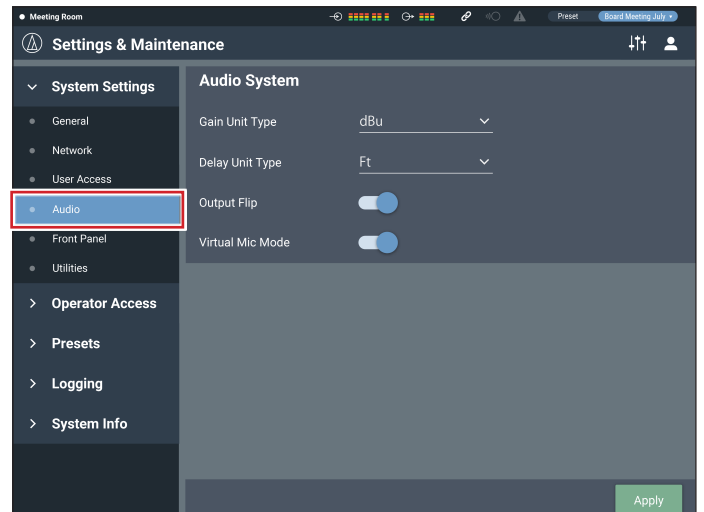 Meeting Room
Preset
Board Meeting July
Settings & Maintenance
System Settings
General
Network
User Access
Audio
Front Panel
Utilities
Operator Access
Presets
Logging
System Info
Audio System
Gain Unit Type dBu
Delay Unit Type Ft
Output Flip
Virtual Mic Mode
Apply